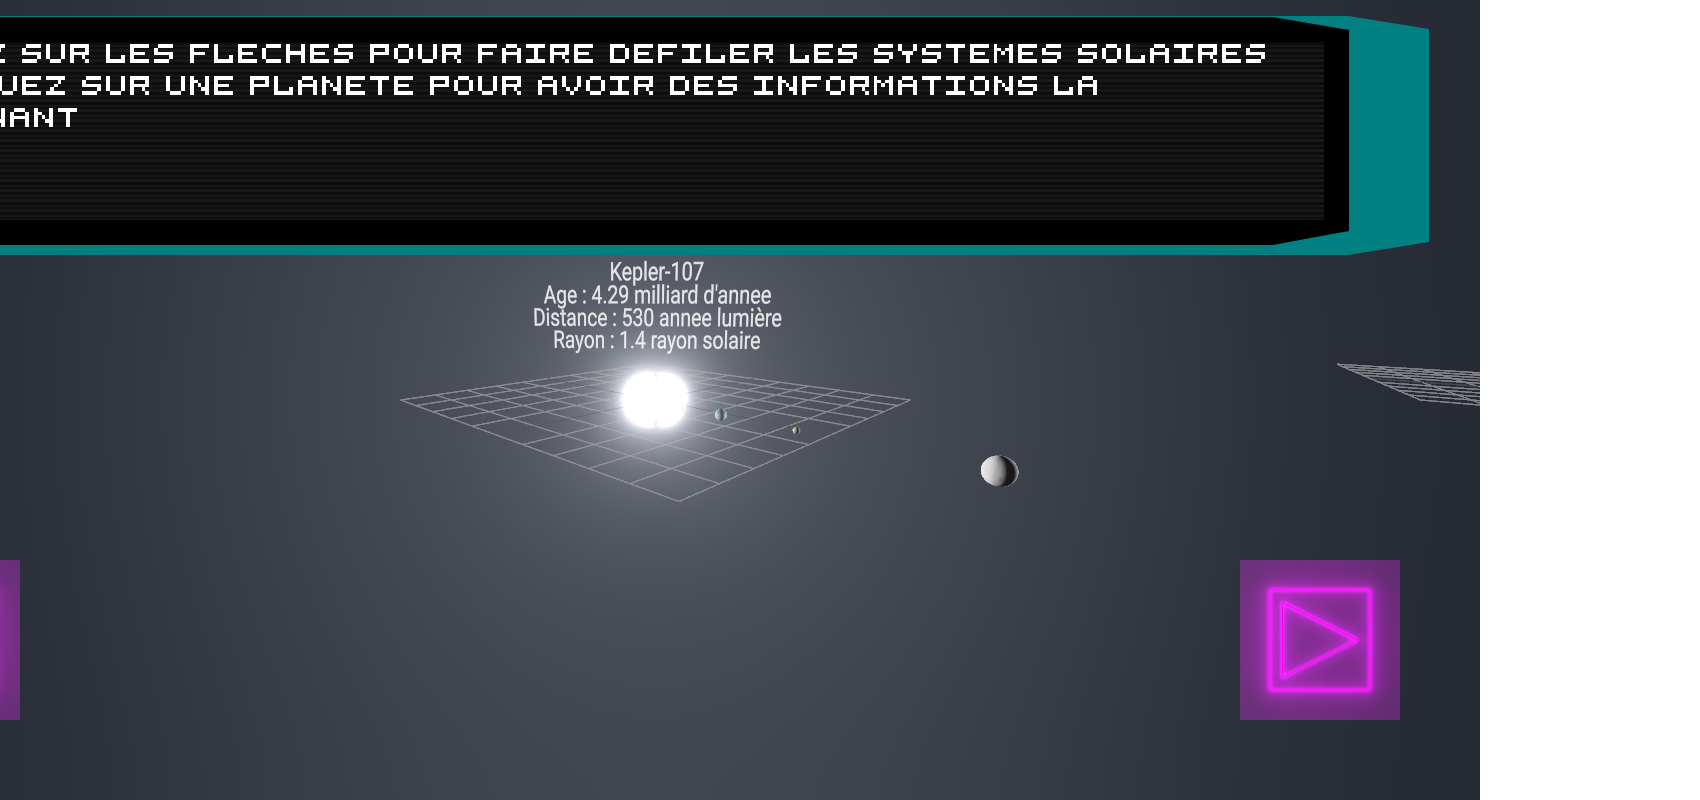 SUR LES FLECHES POUR FAIRE DEFILER LES SYSTEMES SOLAIRES
UEZ SUR UNE PLANETE POUR AVOIR DES INFORMATIONS LA
NANT
Kepler-107
Age : 4.29 milliard d'annee
Distance : 530 annee lumière
Rayon : 1.4 rayon solaire